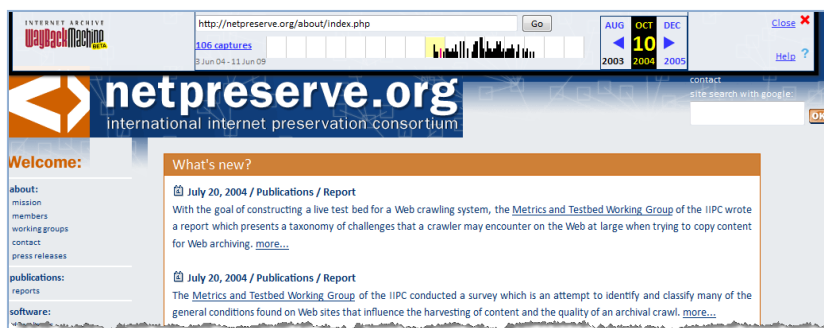 INTERNET ARCHIVE
WayBackMachine
BETA
http://netpreserve.org/about/index.php
Go
106 captures
3 Jun 04 - 11 Jun 09
AUG OCT DEC
10
2003 2004 2005
Close
Help ?
netpreserve.org
international internet preservation consortium
contact
site search with google:
OK
Welcome:
about:
mission
members
working groups
contact
press releases
publications:
reports
software:
What's new?
July 20, 2004 / Publications / Report
With the goal of constructing a live test bed for a Web crawling system, the Metrics and Testbed Working Group of the IIPC wrote
a report which presents a taxonomy of challenges that a crawler may encounter on the Web at large when trying to copy content
for Web archiving. more...
July 20, 2004 / Publications / Report
The Metrics and Testbed Working Group of the IIPC conducted a survey which is an attempt to identify and classify many of the
general conditions found on Web sites that influence the harvesting of content and the quality of an archival crawl. more...